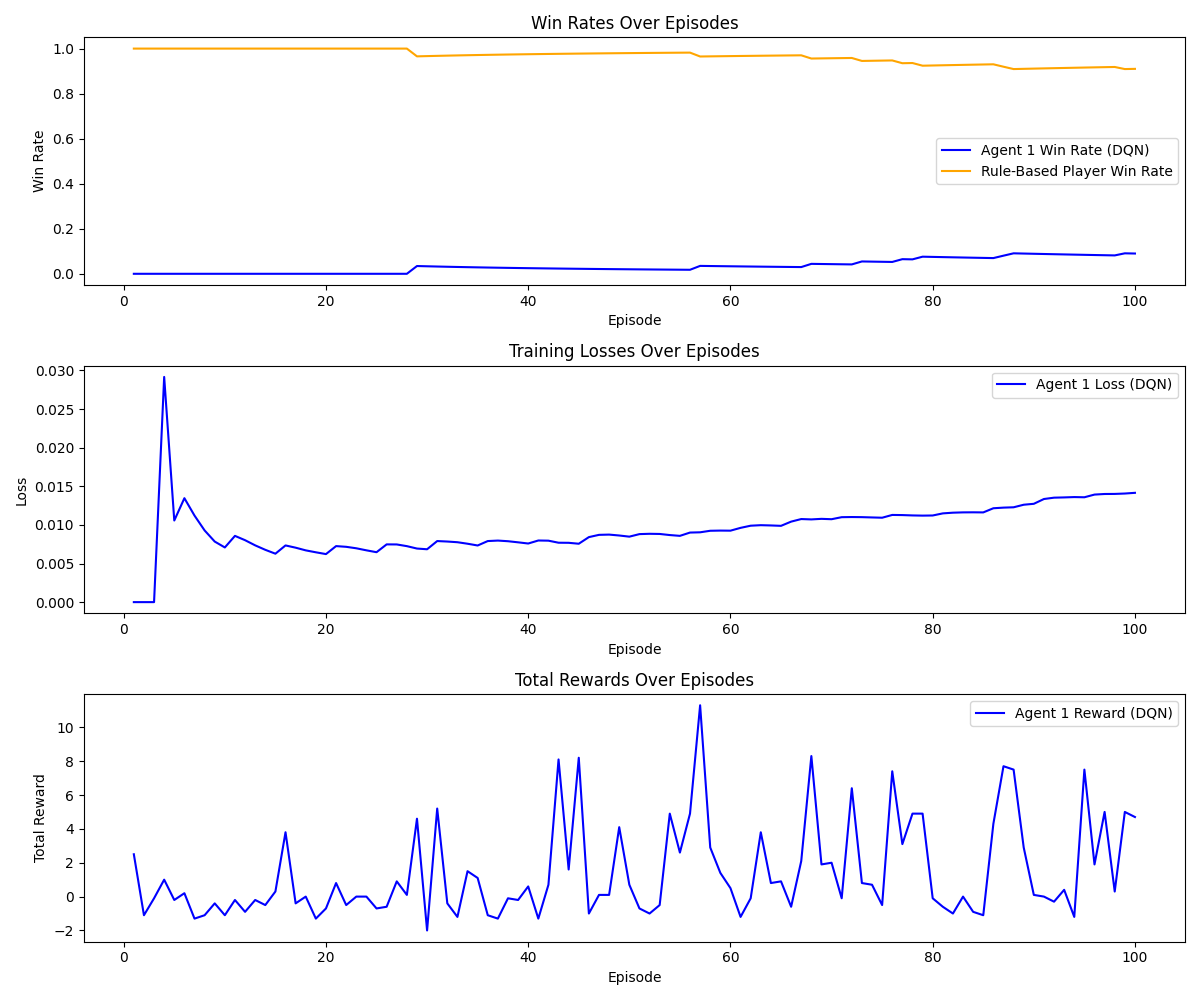 Win Rates Over Episodes
1.0
0.8
0.6
0.4
0.2
0.0
Win Rate
Agent 1 Win Rate (DQN)
Rule-Based Player Win Rate
0 20 40 60 80 100
Episode
Training Losses Over Episodes
0.030
0.025
0.020
0.015
0.010
0.005
0.000
Loss
Agent 1 Loss (DQN)
0 20 40 60 80 100
Episode
Total Rewards Over Episodes
10
8
6
4
2
0
−2
Total Reward
Agent 1 Reward (DQN)
0 20 40 60 80 100
Episode